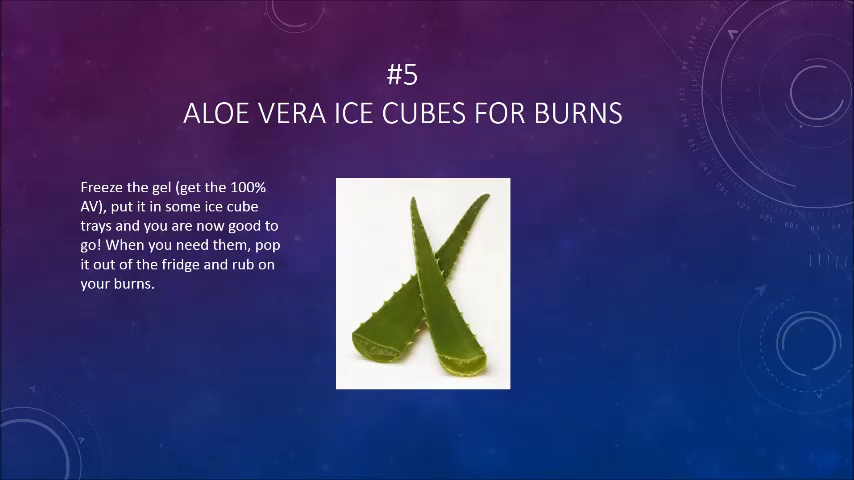 #5
ALOE VERA ICE CUBES FOR BURNS
Freeze the gel (get the 100%
AV), put it in some ice cube
trays and you are now good to
go! When you need them, pop
it out of the fridge and rub on
your burns.